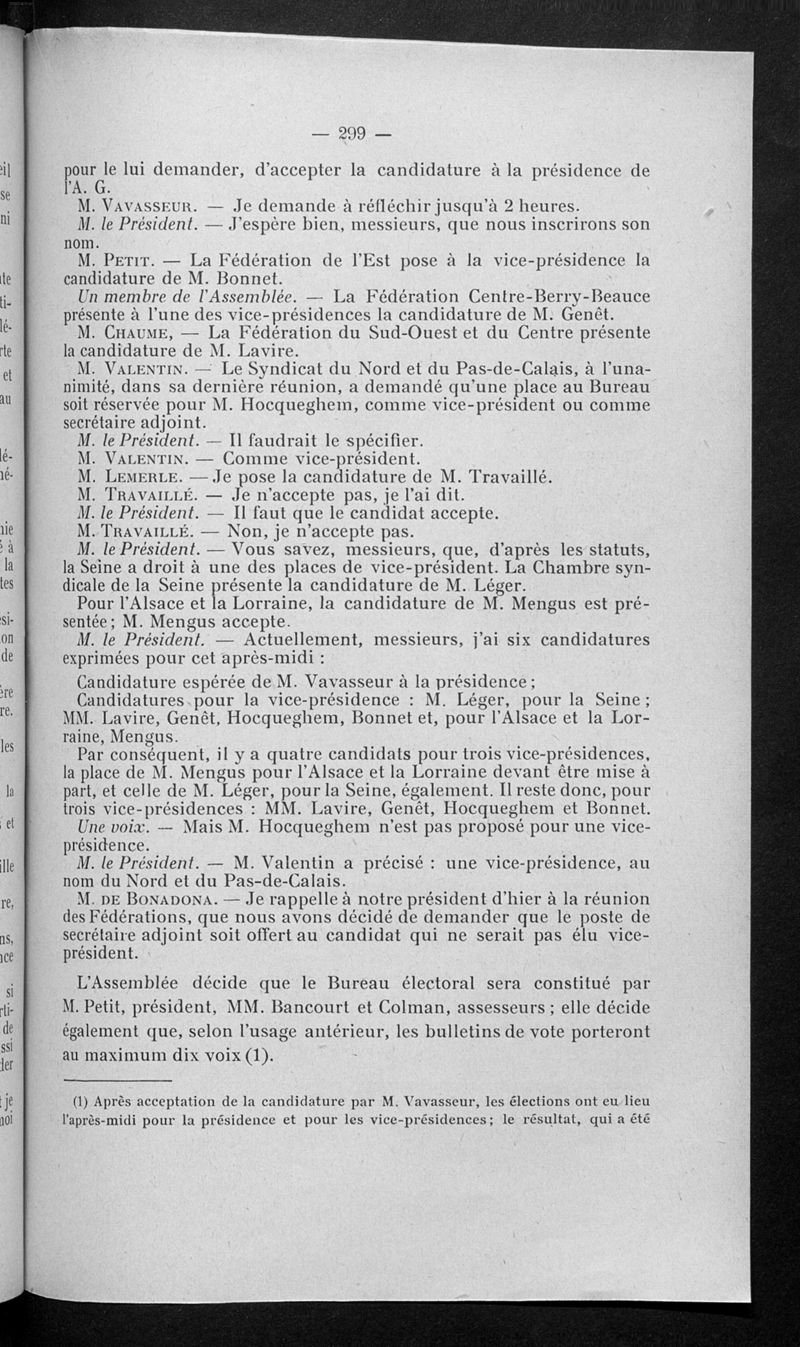 — 299 —
pour le lui demander, d'accepter la candidature à la présidence de
l'A. G.
M. VAVASSEUR. — Je demande à réfléchir jusqu'à 2 heures.
M. le Président. — J'espère bien, messieurs, que nous inscrirons son
nom.
M. PETIT. — La Fédération de l'Est pose à la vice-présidence la
candidature de M. Bonnet.
Un membre de l'Assemblée. — La Fédération Centre-Berry-Beauce
présente à l'une des vice-présidences la candidature de M. Genêt.
M. CHAUME, — La Fédération du Sud-Ouest et du Centre présente
la candidature de M. Lavire.
M. VALENTIN. — Le Syndicat du Nord et du Pas-de-Calais, à l'una-
nimité, dans sa dernière réunion, a demandé qu'une place au Bureau
soit réservée pour M. Hocqueghem, comme vice-président ou comme
secrétaire adjoint.
M. le Président. — Il faudrait le spécifier.
M. VALENTIN. — Comme vice-président.
M. LEMERLE. — Je pose la candidature de M. Travaillé.
M. TRAVAILLÉ. — Je n'accepte pas, je l'ai dit.
M. le Président. — Il faut que le candidat accepte.
M. TRAVAILLÉ. — Non, je n'accepte pas.
M. le Président. — Vous savez, messieurs, que, d'après les statuts,
la Seine a droit à une des places de vice-président. La Chambre syn-
dicale de la Seine présente la candidature de M. Léger.
Pour l'Alsace et la Lorraine, la candidature de M. Mengus est pré-
sentée; M. Mengus accepte.
M. le Président. — Actuellement, messieurs, j'ai six candidatures
exprimées pour cet après-midi :
Candidature espérée de M. Vavasseur à la présidence;
Candidatures pour la vice-présidence : M. Léger, pour la Seine;
MM. Lavire, Genêt, Hocqueghem, Bonnet et, pour l'Alsace et la Lor-
raine, Mengus.
Par conséquent, il y a quatre candidats pour trois vice-présidences,
la place de M. Mengus pour l'Alsace et la Lorraine devant être mise à
part, et celle de M. Léger, pour la Seine, également. Il reste donc, pour
trois vice-présidences : MM. Lavire, Genêt, Hocqueghem et Bonnet.
Une voix. — Mais M. Hocqueghem n'est pas proposé pour une vice-
présidence.
M. le Président. — M. Valentin a précisé : une vice-présidence, au
nom du Nord et du Pas-de-Calais.
M. DE BONADONA. — Je rappelle à notre président d'hier à la réunion
des Fédérations, que nous avons décidé de demander que le poste de
secrétaire adjoint soit offert au candidat qui ne serait pas élu vice-
président.
L'Assemblée décide que le Bureau électoral sera constitué par
M. Petit, président, MM. Bancourt et Colman, assesseurs; elle décide
également que, selon l'usage antérieur, les bulletins de vote porteront
au maximum dix voix (1).
(1) Après acceptation de la candidature par M. Vavasseur, les élections ont eu lieu
l'après-midi pour la présidence et pour les vice-présidences; le résultat, qui a été